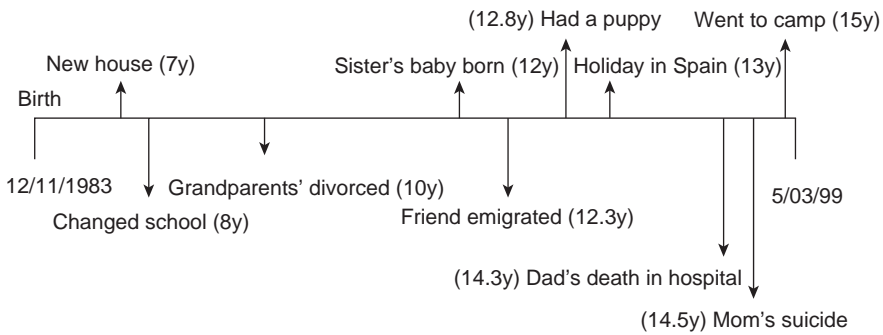 (12.8y) Had a puppy
Went to camp (15y)
New house (7y)
Sister's baby born (12y)
Holiday in Spain (13y)
Birth
12/11/1983
Grandparents' divorced (10y)
5/03/99
Changed school (8y)
Friend emigrated (12.3y)
(14.3y) Dad's death in hospital
(14.5y) Mom's suicide